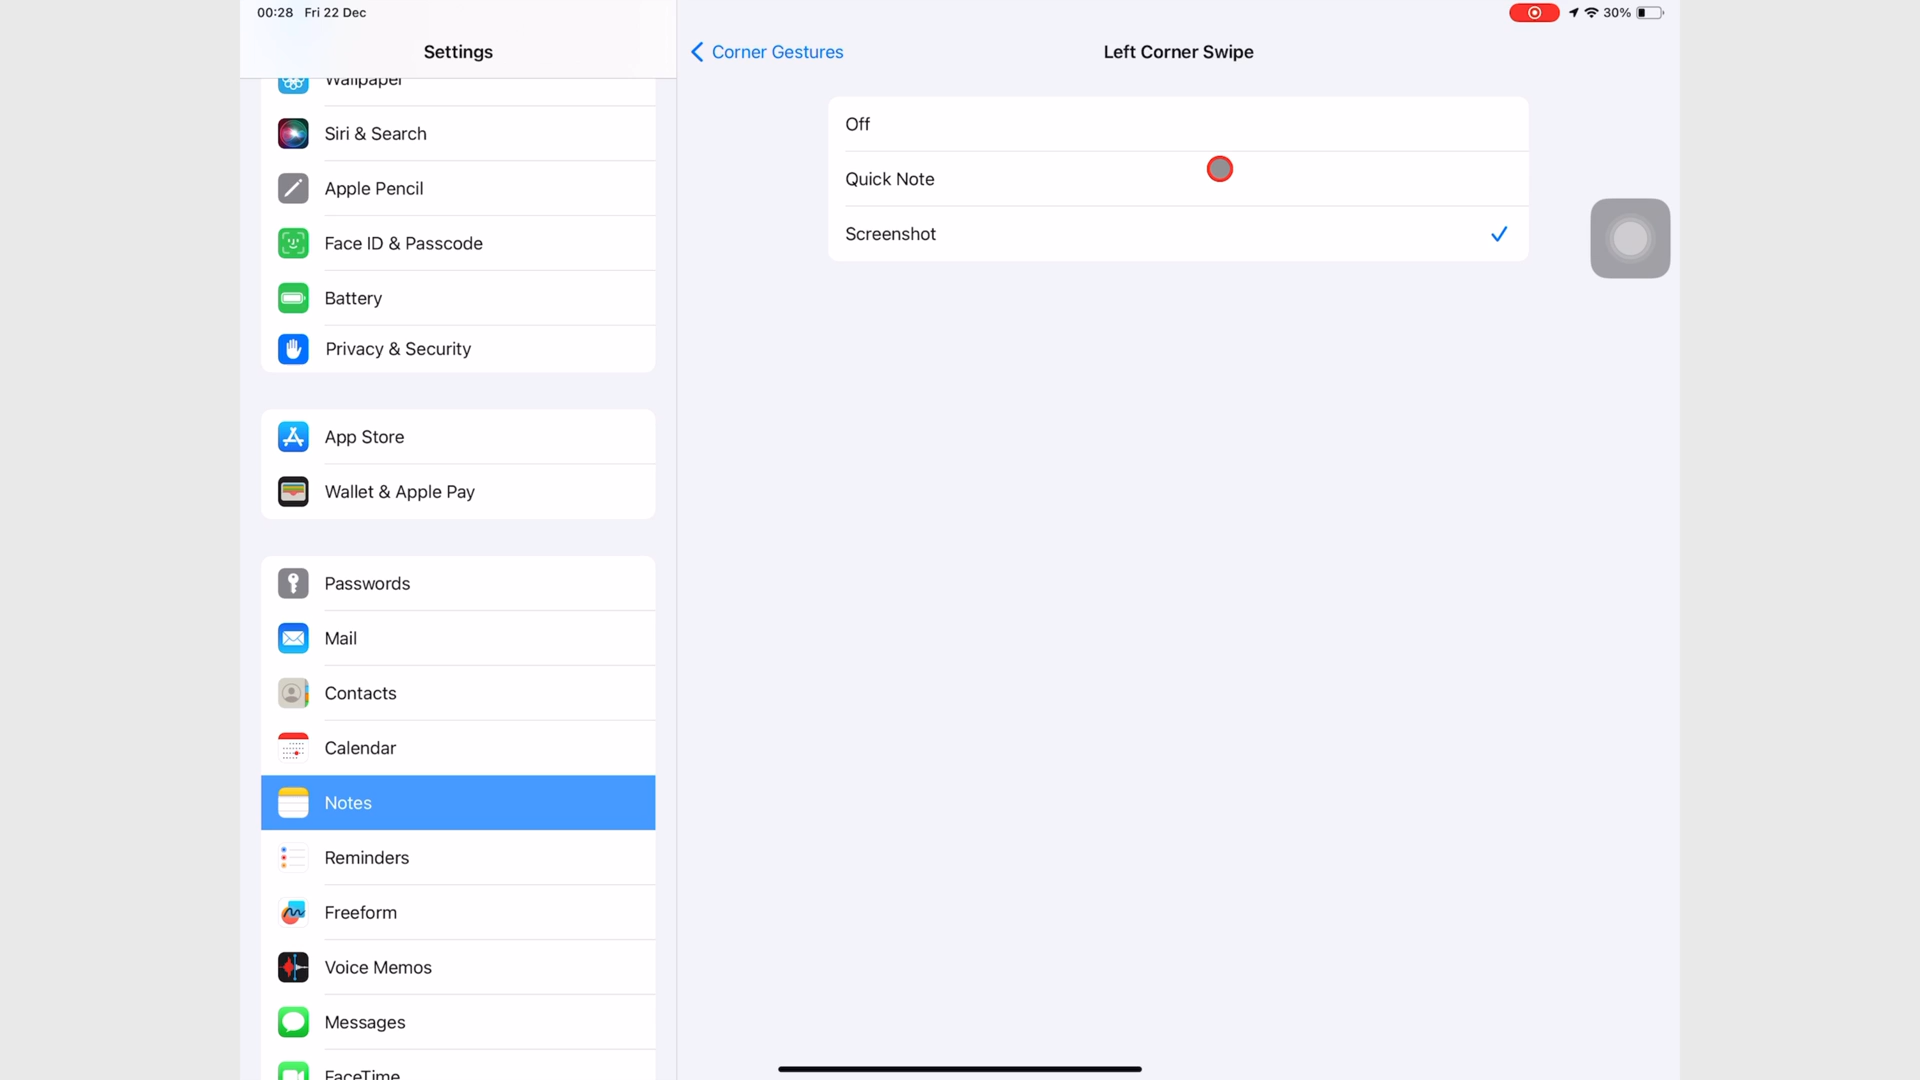 00:28 Fri 22 Dec
30%
Settings
Wallpaper
Siri & Search
Apple Pencil
Face ID & Passcode
Battery
Privacy & Security
App Store
Wallet & Apple Pay
Passwords
Mail
Contacts
Calendar
Notes
Reminders
Freeform
Voice Memos
Messages
FaceTime
Corner Gestures
Left Corner Swipe
Off
Quick Note
Screenshot